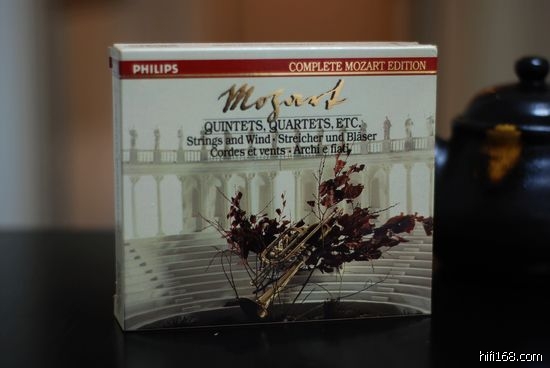 PHILIPS COMPLETE MOZART EDITION
Mozart
QUINTETS, QUARTETS, ETC.
Strings and Wind · Streicher und Bläser
Cordes et vents · Archi e fiati
hifi168.com